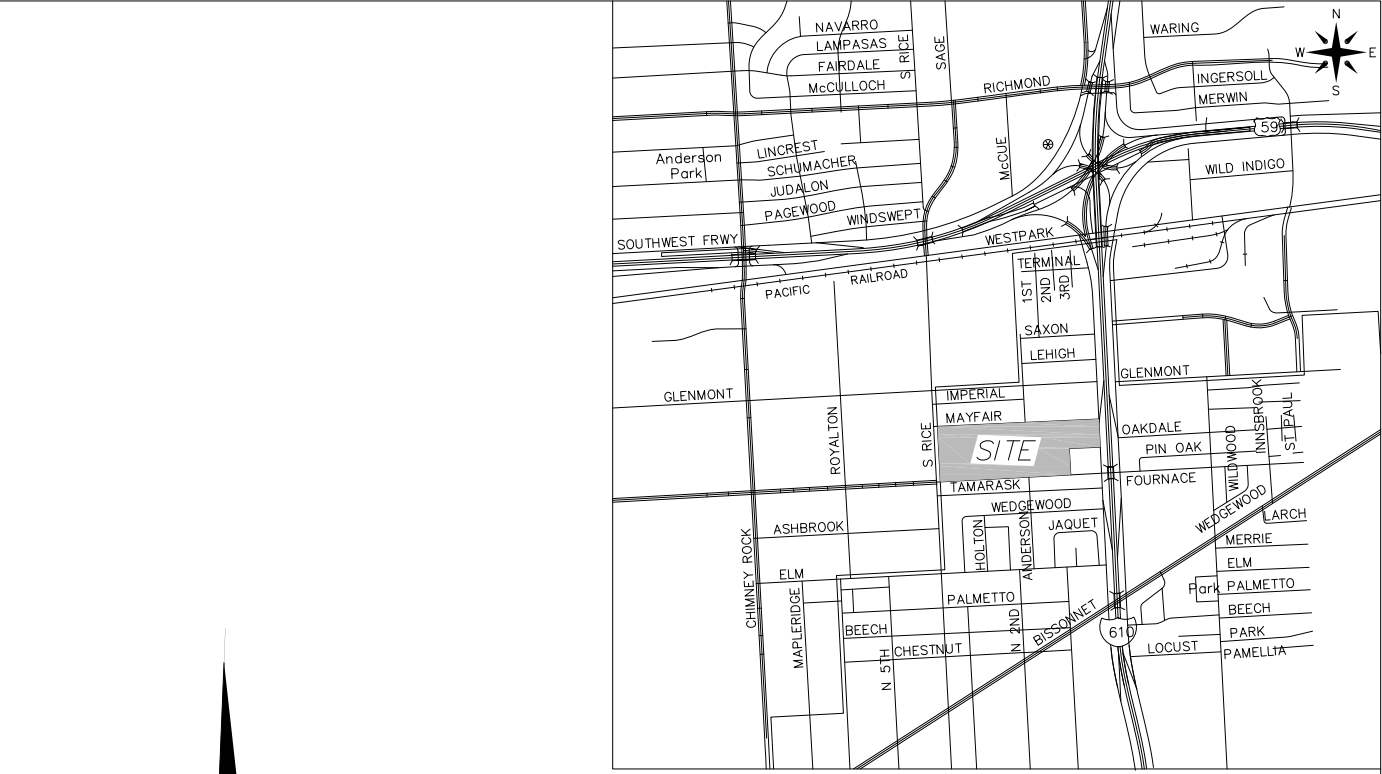 NAVARRO
LAMPASAS
FAIRDALE
McCULLOCH
S RICE
SAGE
RICHMOND
WARING
INGERSOLL
MERWIN
N
W
E
S
59
Anderson
Park
LINCREST
SCHUMACHER
JUDALON
PAGEWOOD
WINDSWEPT
McCUE
WILD INDIGO
SOUTHWEST FRWY
WESTPARK
PACIFIC
RAILROAD
TERMINAL
1ST
2ND
3RD
SAXON
LEHIGH
GLENMONT
GLENMONT
IMPERIAL
MAYFAIR
ROYALTON
S RICE
SITE
OAKDALE
PIN OAK
FOURNACE
WILDWOOD
INNSBROOK
ST PAUL
TAMARASK
WEDGEWOOD
WEDGEWOOD
LARCH
ASHBROOK
HOLTON
ANDERSON
JAQUET
CHIMNEY ROCK
ELM
MERRIE
ELM
Park
PALMETTO
BEECH
PARK
PAMELLIA
MAPLERIDGE
PALMETTO
BEECH
CHESTNUT
N 5TH
N 2ND
BISSONNET
610
LOCUST